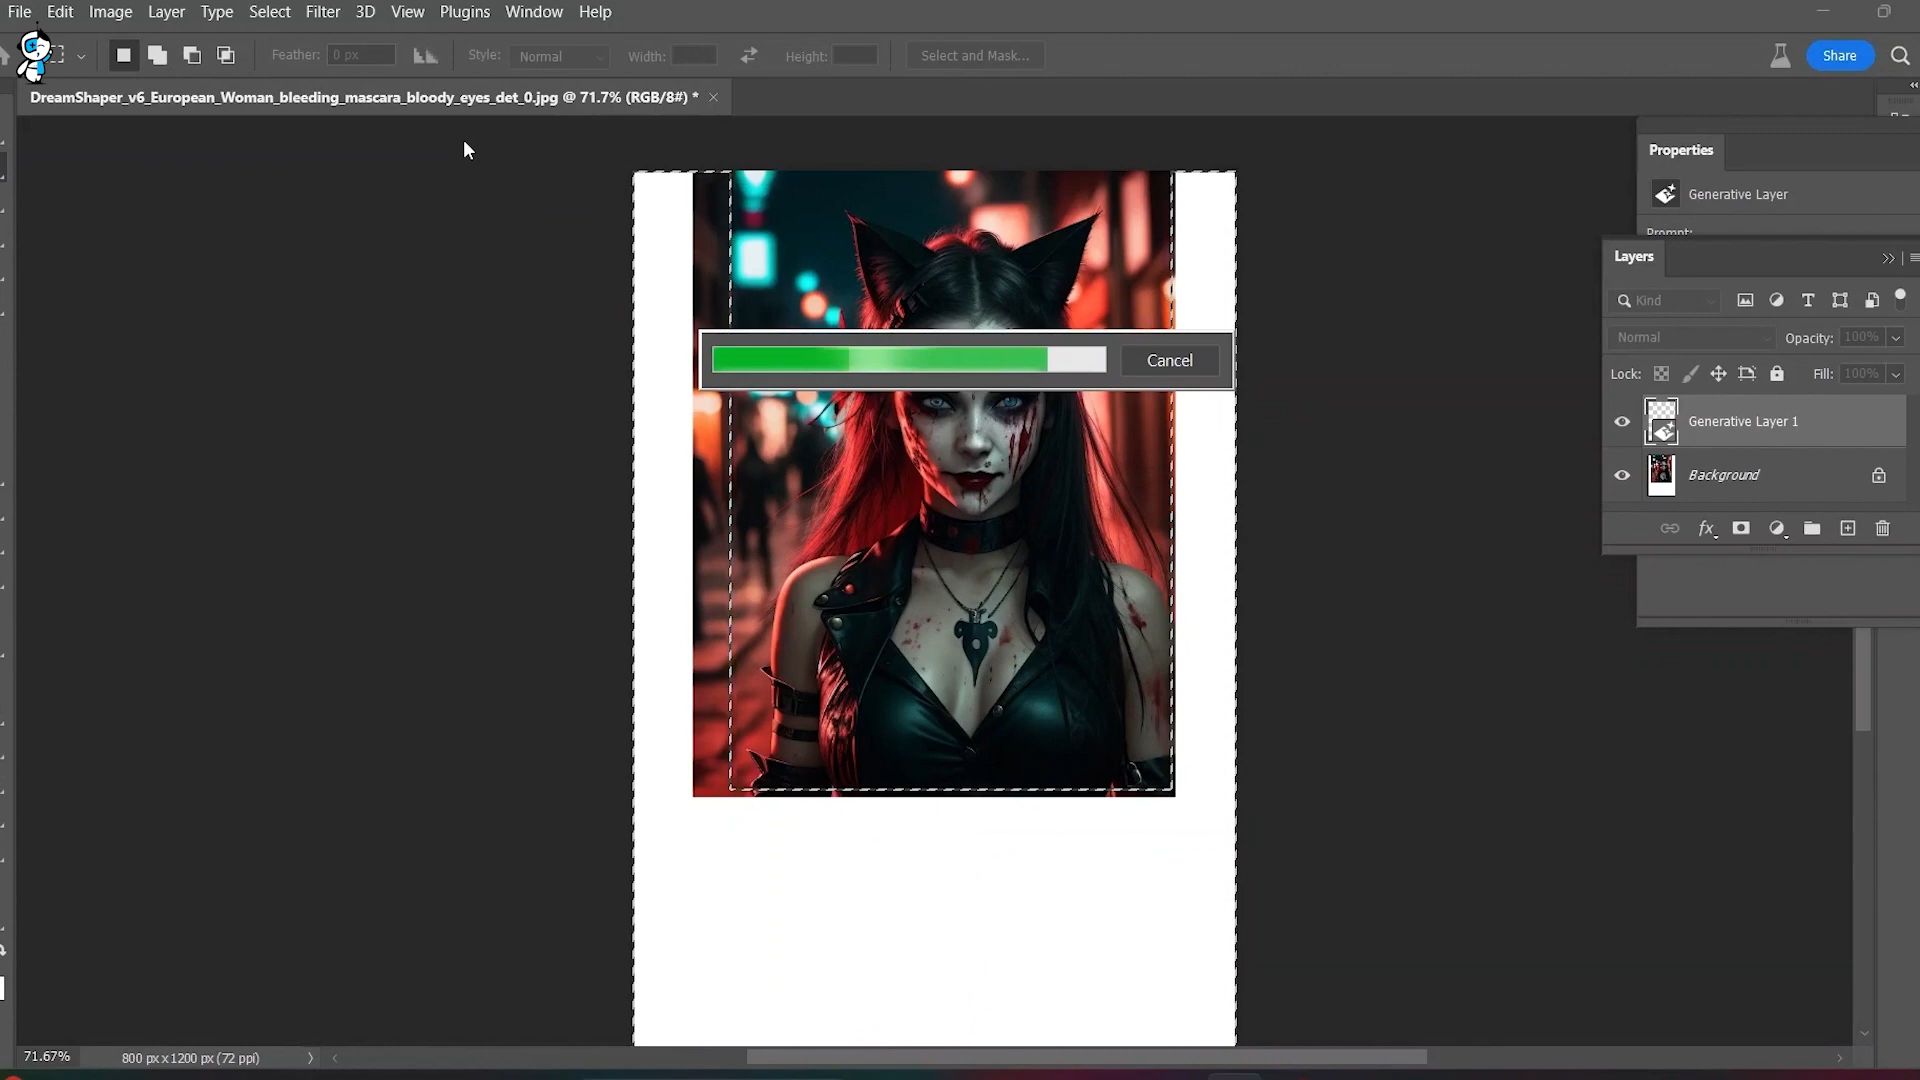 File Edit Image Layer Type Select Filter 3D View Plugins Window Help
Feather: 0 px Style: Normal Width: Height: Select and Mask... Share
DreamShaper_v6_European_Woman_bleeding_mascara_bloody_eyes_det_0.jpg @ 71.7% (RGB/8#) * ×
Properties
Generative Layer
Prompt:
Layers
Kind
Normal Opacity: 100%
Lock: Fill: 100%
Cancel
Generative Layer 1
Background
fx
71.67% 800 px x 1200 px (72 ppi)